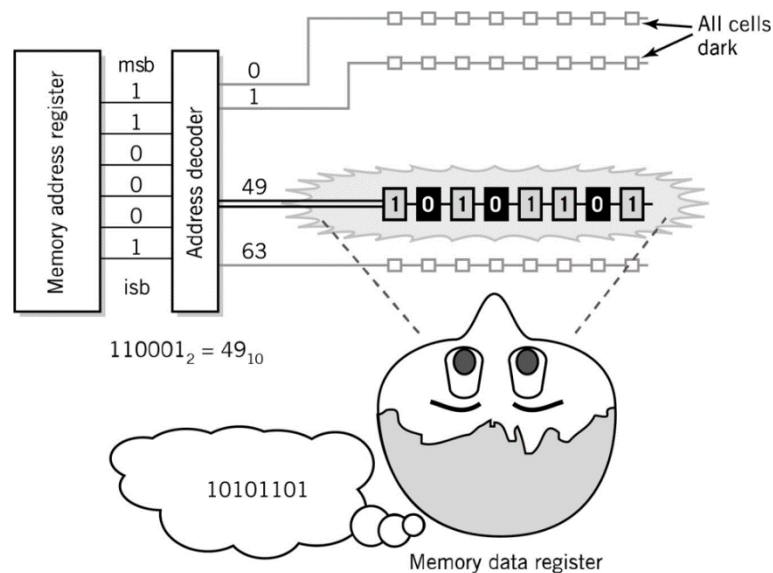 All cells
dark
msb
0
1
1
1
0
0
0
1
isb
Memory address register
Address decoder
49
1 0 1 0 1 1 0 1
63
110001₂ = 49₁₀
10101101
Memory data register